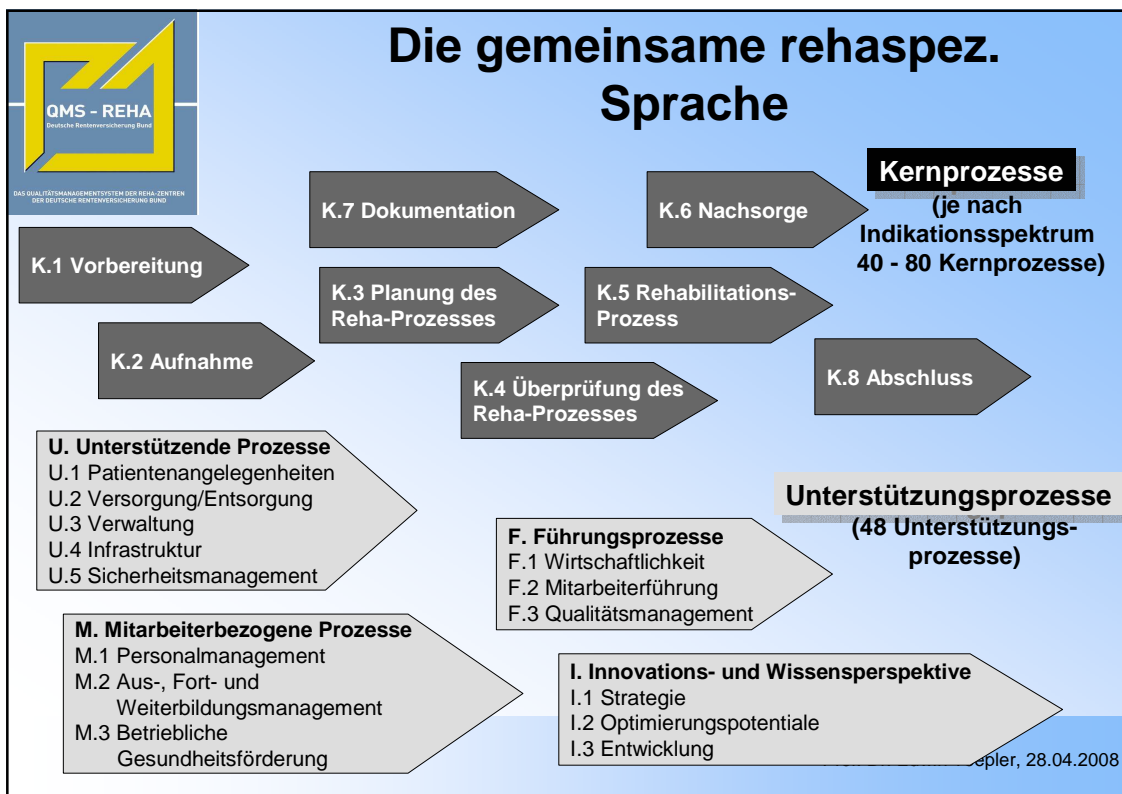 Die gemeinsame rehaspez.
Sprache
QMS - REHA
Deutsche Rentenversicherung Bund
DAS QUALITÄTSMANAGEMENTSYSTEM DER REHA-ZENTREN
DER DEUTSCHE RENTENVERSICHERUNG BUND
Kernprozesse
(je nach
Indikationsspektrum
40 - 80 Kernprozesse)
K.7 Dokumentation
K.6 Nachsorge
K.1 Vorbereitung
K.3 Planung des
Reha-Prozesses
K.5 Rehabilitations-
Prozess
K.2 Aufnahme
K.4 Überprüfung des
Reha-Prozesses
K.8 Abschluss
U. Unterstützende Prozesse
U.1 Patientenangelegenheiten
U.2 Versorgung/Entsorgung
U.3 Verwaltung
U.4 Infrastruktur
U.5 Sicherheitsmanagement
Unterstützungsprozesse
(48 Unterstützungs-
prozesse)
F. Führungsprozesse
F.1 Wirtschaftlichkeit
F.2 Mitarbeiterführung
F.3 Qualitätsmanagement
M. Mitarbeiterbezogene Prozesse
M.1 Personalmanagement
M.2 Aus-, Fort- und
Weiterbildungsmanagement
M.3 Betriebliche
Gesundheitsförderung
I. Innovations- und Wissensperspektive
I.1 Strategie
I.2 Optimierungspotentiale
I.3 Entwicklung
28.04.2008